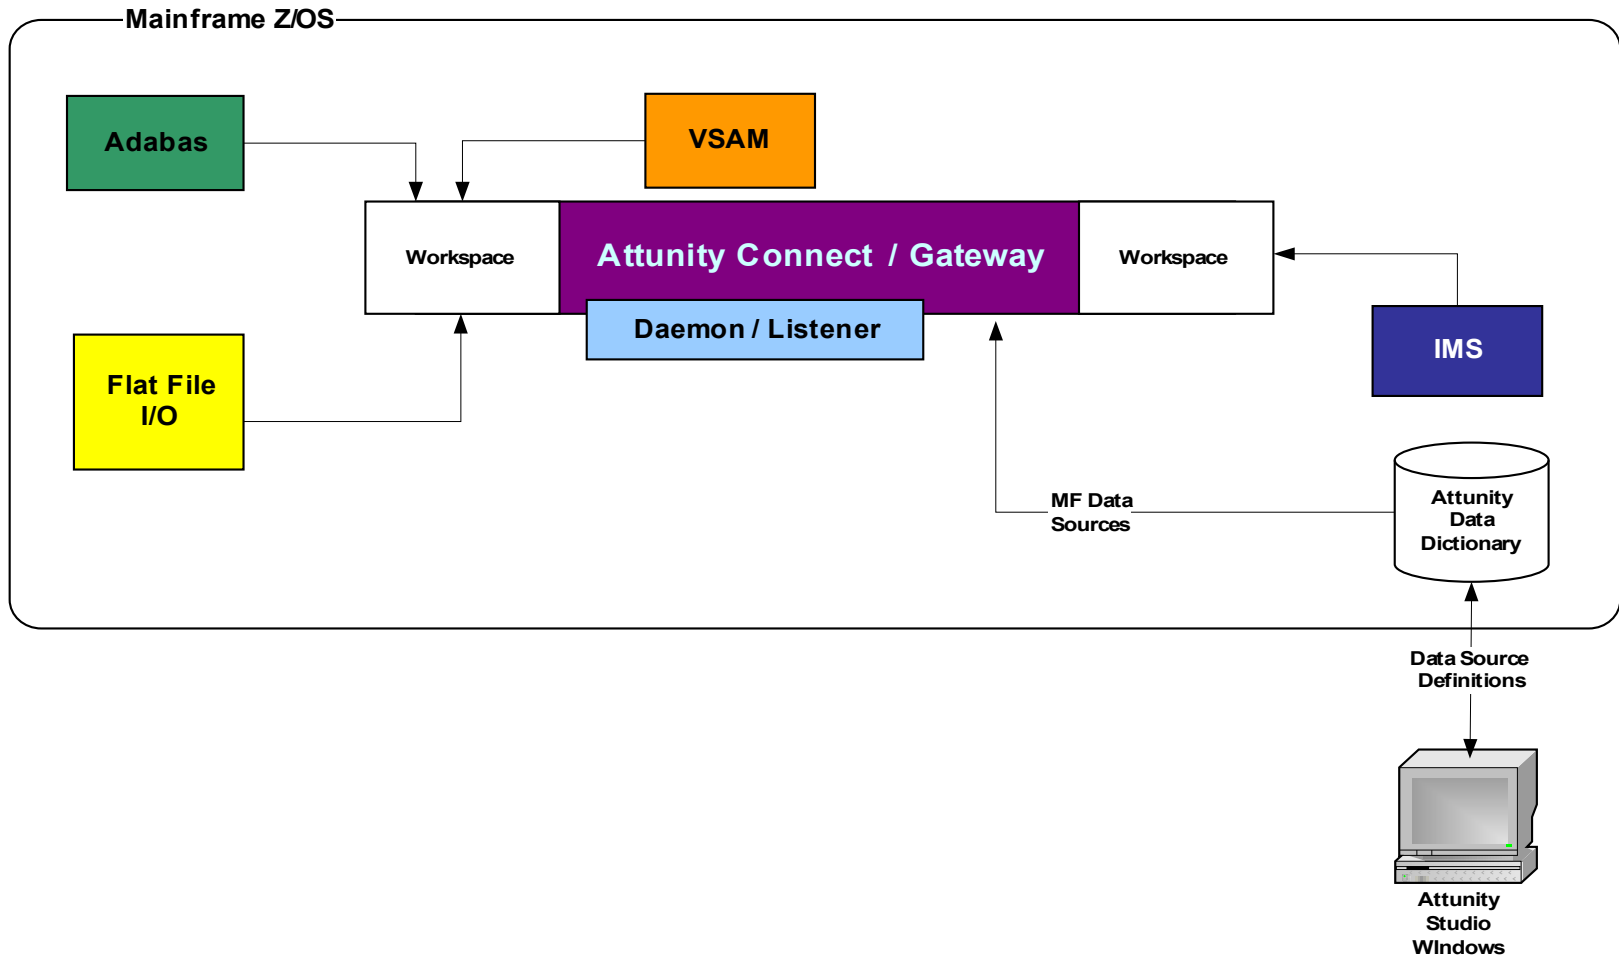 Mainframe Z/OS
Adabas
VSAM
Workspace
Attunity Connect / Gateway
Workspace
Daemon / Listener
IMS
Flat File
I/O
MF Data
Sources
Attunity
Data
Dictionary
Data Source
Definitions
Attunity
Studio
WIndows